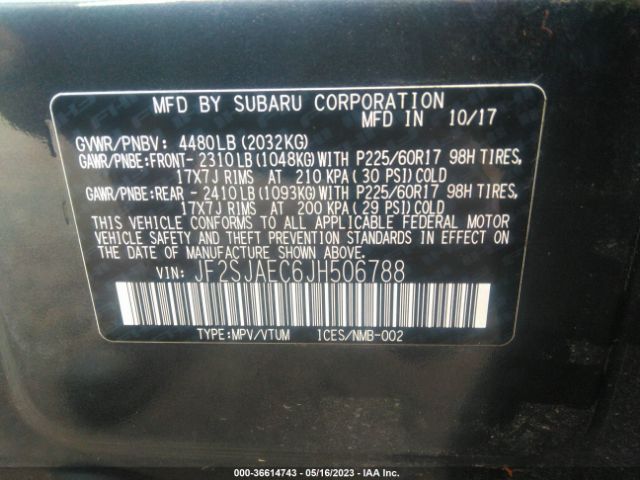 MFD BY SUBARU CORPORATION
MFD IN 10/17
GVWR/PNBV: 4480LB(2032KG)
GAWR/PNBE:FRONT- 2310LB(1048KG)WITH P225/60R17 98H TIRES,
17X7J RIMS AT 210 KPA( 30 PSI)COLD
GAWR/PNBE:REAR - 2410LB(1093KG)WITH P225/60R17 98H TIRES,
17X7J RIMS AT 200 KPA( 29 PSI)COLD
THIS VEHICLE CONFORMS TO ALL APPLICABLE FEDERAL MOTOR
VEHICLE SAFETY AND THEFT PREVENTION STANDARDS IN EFFECT ON
THE DATE OF MANUFACTURE SHOWN ABOVE.
VIN: JF2SJAEC6JH506788
TYPE:MPV/VTUM ICES/NMB-002
000-36614743 - 05/16/2023 - IAA Inc.